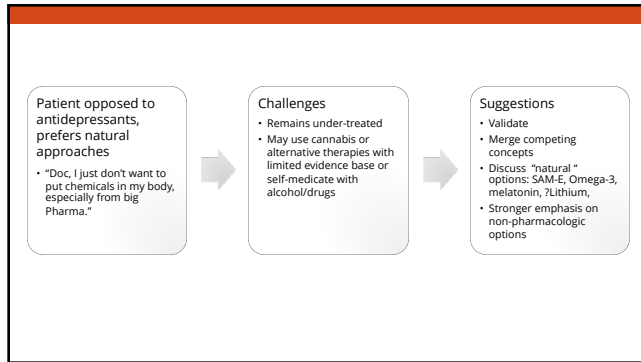 Patient opposed to
antidepressants,
prefers natural
approaches
• “Doc, I just don’t want to
put chemicals in my body,
especially from big
Pharma.”
Challenges
• Remains under-treated
• May use cannabis or
alternative therapies with
limited evidence base or
self-medicate with
alcohol/drugs
Suggestions
• Validate
• Merge competing
concepts
• Discuss “natural “
options: SAM-E, Omega-3,
melatonin, ?Lithium,
• Stronger emphasis on
non-pharmacologic
options